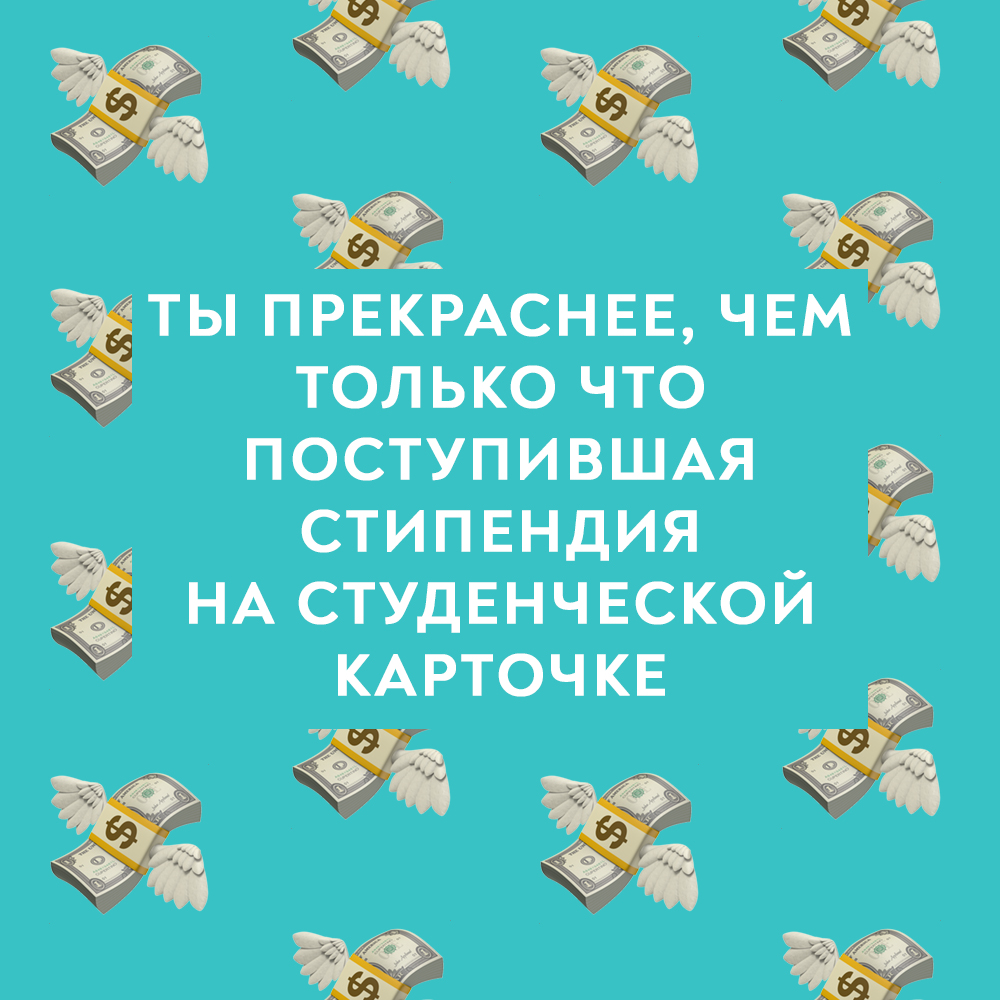 ТЫ ПРЕКРАСНЕЕ, ЧЕМ
ТОЛЬКО ЧТО
ПОСТУПИВШАЯ
СТИПЕНДИЯ
НА СТУДЕНЧЕСКОЙ
КАРТОЧКЕ